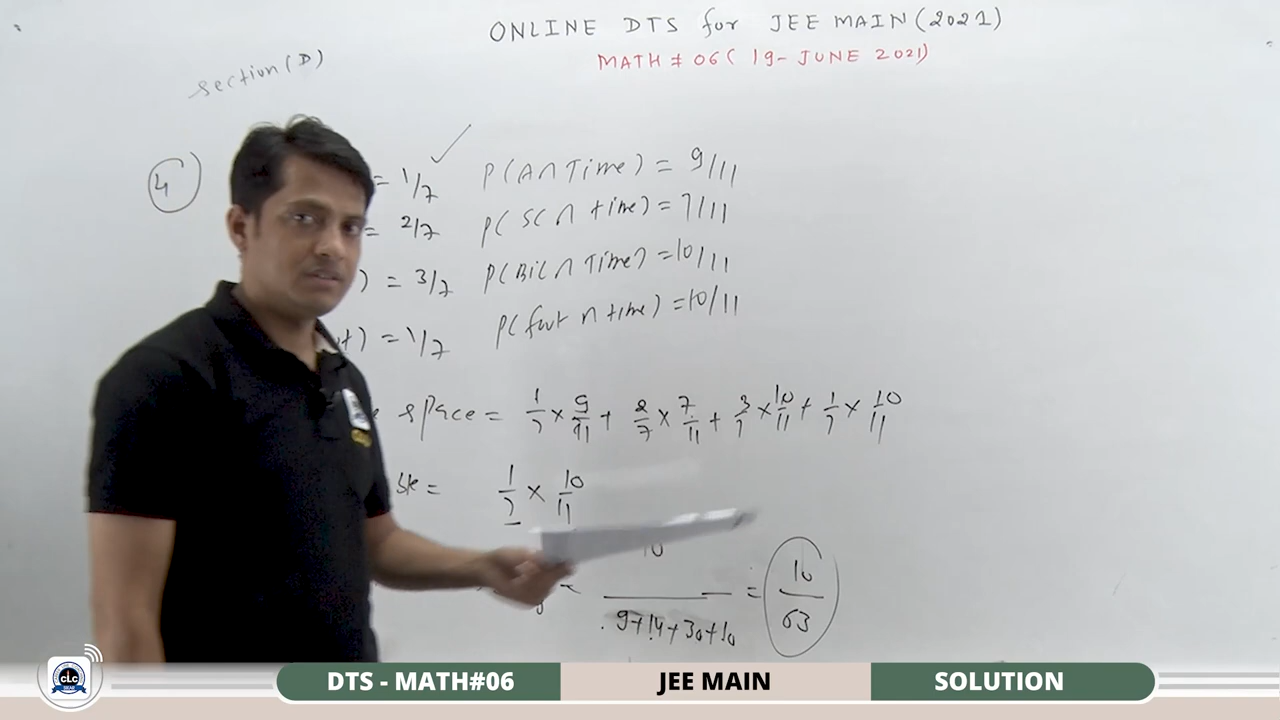 ONLINE DTS for JEE MAIN (2021)
MATH # 06 ( 19- JUNE 2021)
section (D)
4
= 1/7 ✓ P(A∩Time) = 9/11
= 2/7 P(SC∩time) = 7/11
) = 3/7 P(BiC∩Time) = 10/11
) = 1/7 P(foot∩time) = 10/11
space = 1/7 × 9/11 + 2/7 × 7/11 + 3/7 × 10/11 + 1/7 × 10/11
= 1/7 × 10/11
10 / 9+14+30+10 = 10/63
CLC
SIKAR
DTS - MATH#06 JEE MAIN SOLUTION